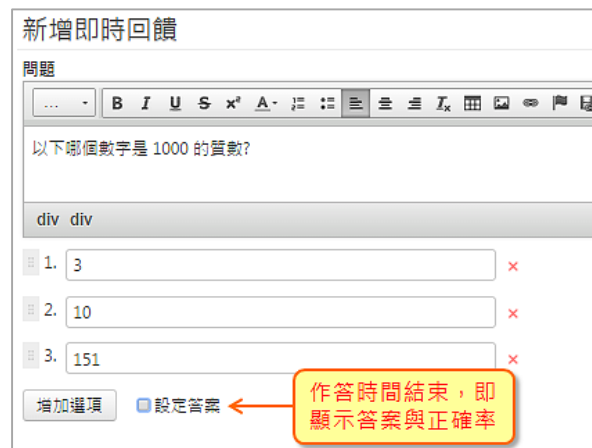 新增即時回饋
問題
... B I U S x² A
以下哪個數字是 1000 的質數?
div div
1. 3 ×
2. 10 ×
3. 151 ×
增加選項 設定答案
作答時間結束，即
顯示答案與正確率